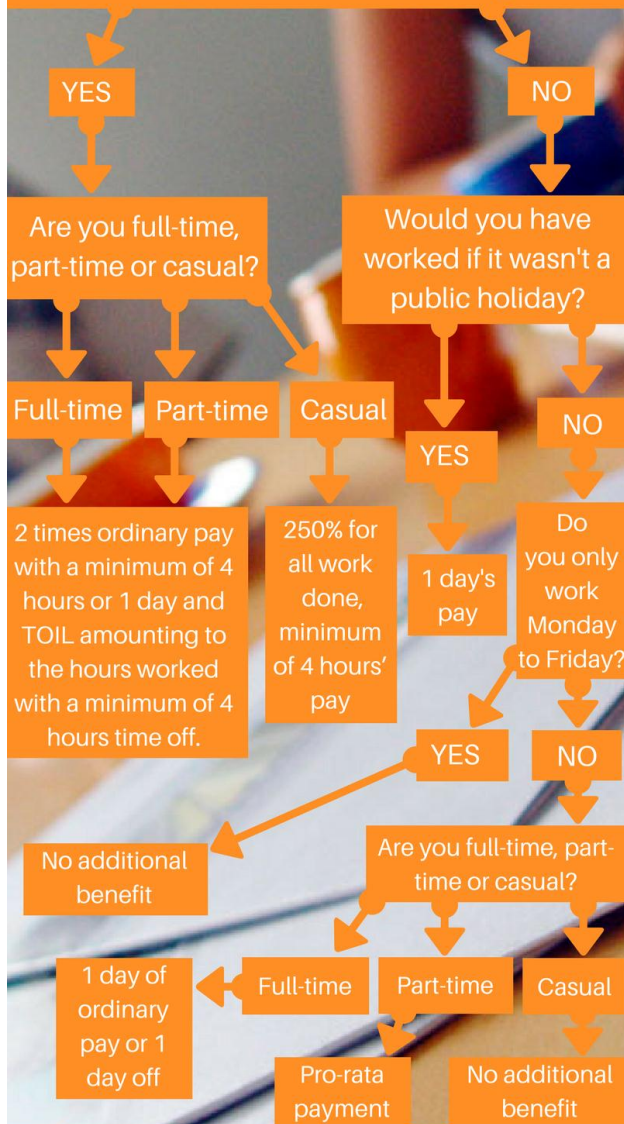 YES
NO
Are you full-time,
part-time or casual?
Would you have
worked if it wasn't a
public holiday?
Full-time
Part-time
Casual
YES
NO
2 times ordinary pay
with a minimum of 4
hours or 1 day and
TOIL amounting to
the hours worked
with a minimum of 4
hours time off.
250% for
all work
done,
minimum
of 4 hours’
pay
1 day's
pay
Do
you only
work
Monday
to Friday?
YES
NO
No additional
benefit
Are you full-time, part-
time or casual?
Full-time
Part-time
Casual
1 day of
ordinary
pay or 1
day off
Pro-rata
payment
No additional
benefit